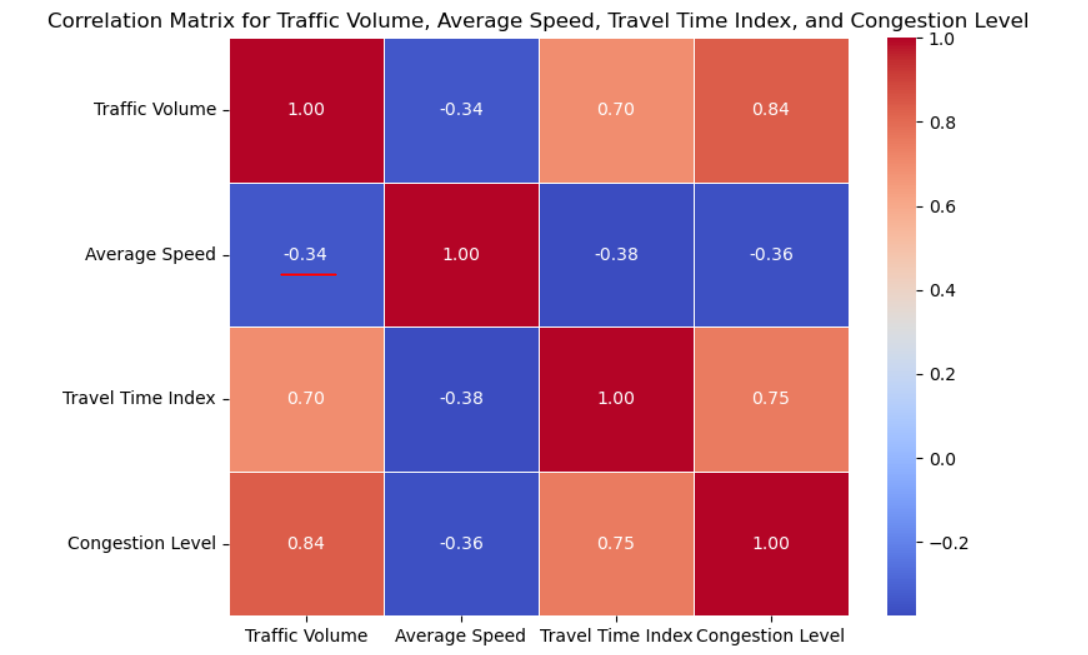 Correlation Matrix for Traffic Volume, Average Speed, Travel Time Index, and Congestion Level
Traffic Volume 1.00 -0.34 0.70 0.84
Average Speed -0.34 1.00 -0.38 -0.36
Travel Time Index 0.70 -0.38 1.00 0.75
Congestion Level 0.84 -0.36 0.75 1.00
Traffic Volume Average Speed Travel Time Index Congestion Level
1.0
0.8
0.6
0.4
0.2
0.0
−0.2